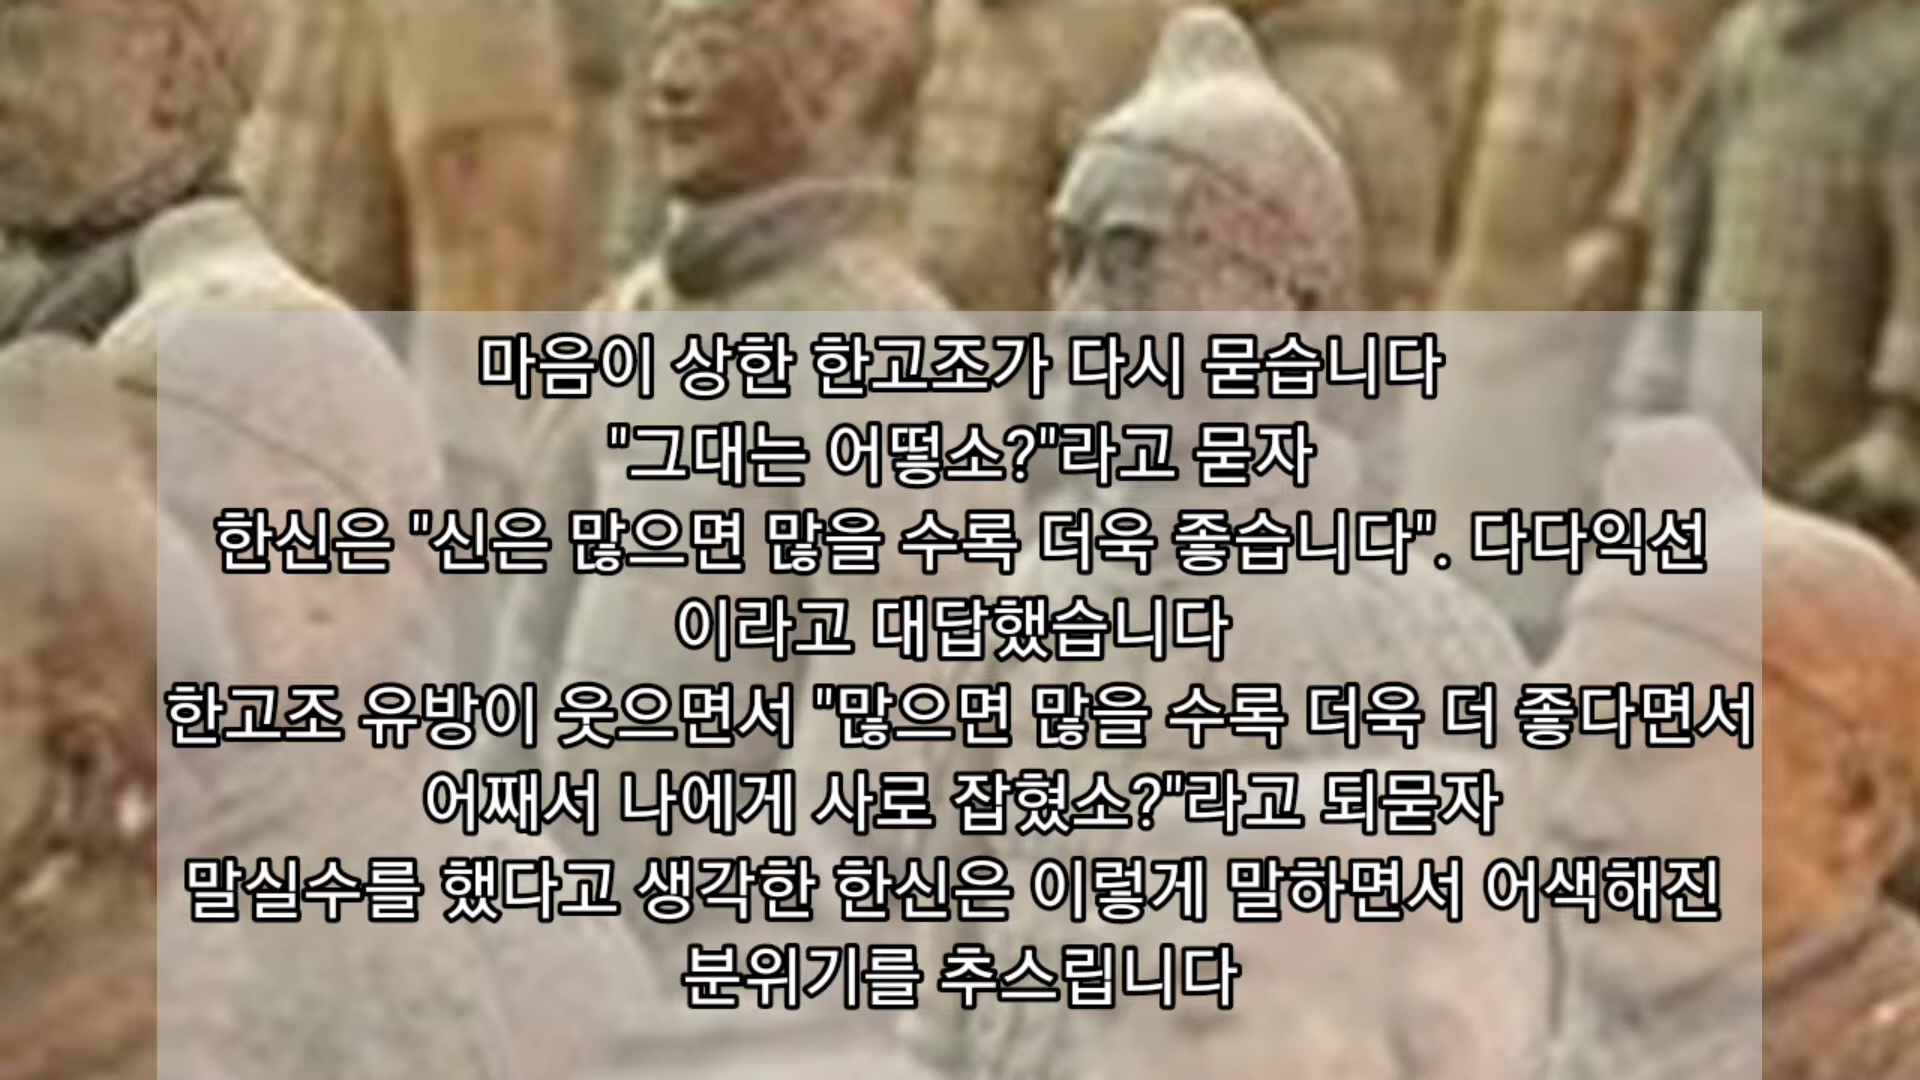 마음이 상한 한고조가 다시 묻습니다
"그대는 어떻소?"라고 묻자
한신은 "신은 많으면 많을 수록 더욱 좋습니다". 다다익선
이라고 대답했습니다
한고조 유방이 웃으면서 "많으면 많을 수록 더욱 더 좋다면서
어째서 나에게 사로 잡혔소?"라고 되묻자
말실수를 했다고 생각한 한신은 이렇게 말하면서 어색해진
분위기를 추스립니다